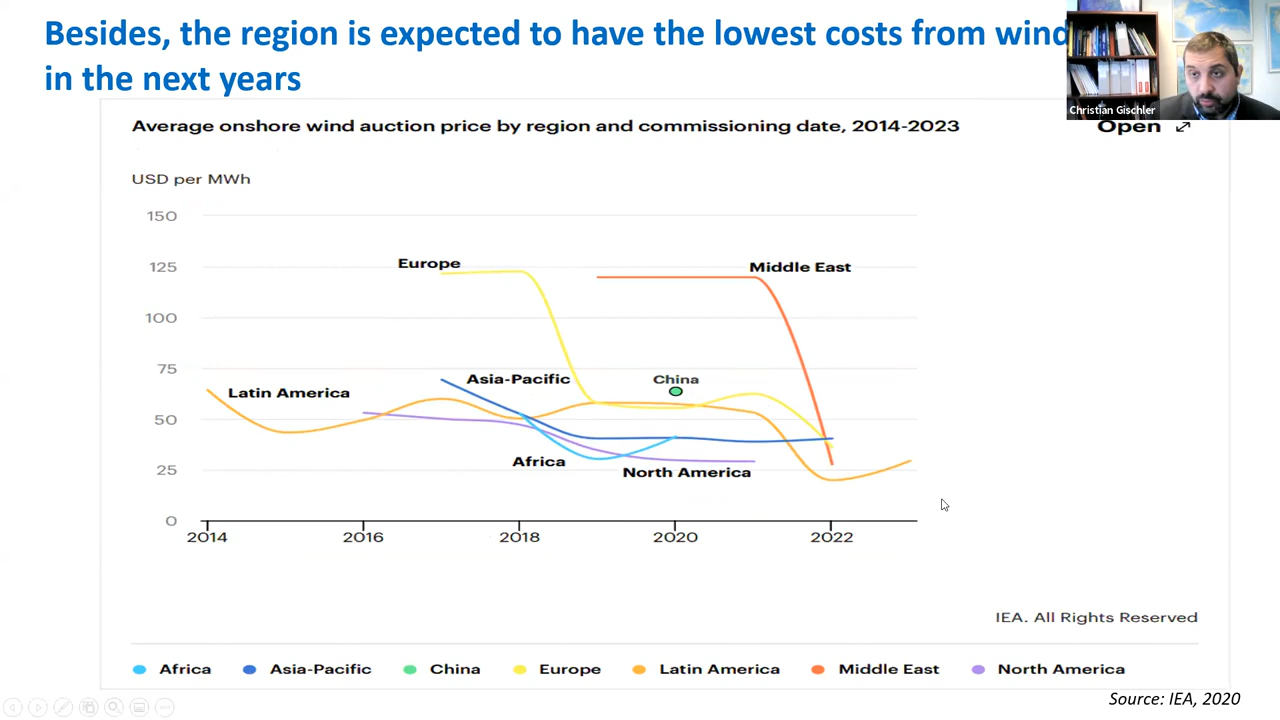 Besides, the region is expected to have the lowest costs from wind
in the next years
Christian Gischler
Average onshore wind auction price by region and commissioning date, 2014-2023
Open
USD per MWh
150
125
100
75
50
25
0
Europe
Middle East
Asia-Pacific
China
Latin America
Africa
North America
2014 2016 2018 2020 2022
IEA. All Rights Reserved
Africa Asia-Pacific China Europe Latin America Middle East North America
Source: IEA, 2020